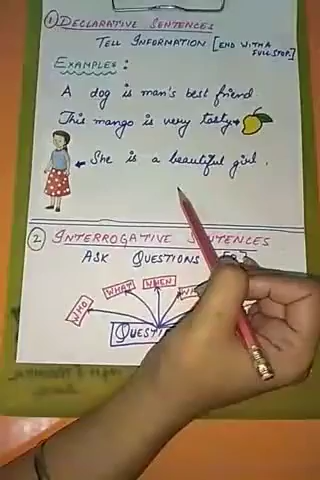 1) DECLARATIVE SENTENCES
TELL INFORMATION [END WITH A FULL STOP.]
EXAMPLES :
A dog is man's best friend.
This mango is very tasty.
She is a beautiful girl.
2) INTERROGATIVE SENTENCES
ASK QUESTIONS
WHO WHAT WHEN